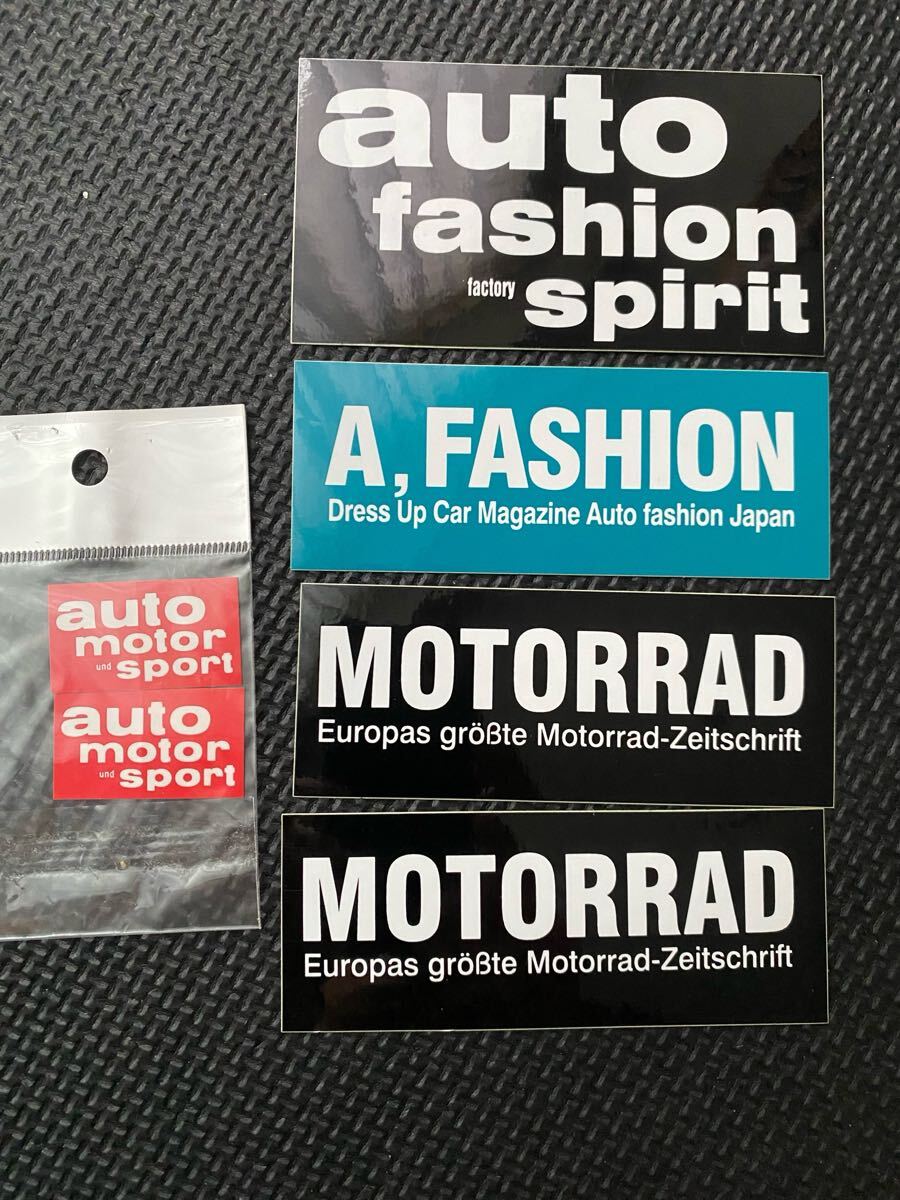 auto
fashion
factory spirit
A, FASHION
Dress Up Car Magazine Auto fashion Japan
MOTORRAD
Europas größte Motorrad-Zeitschrift
MOTORRAD
Europas größte Motorrad-Zeitschrift
auto
motor
und sport
auto
motor
und sport